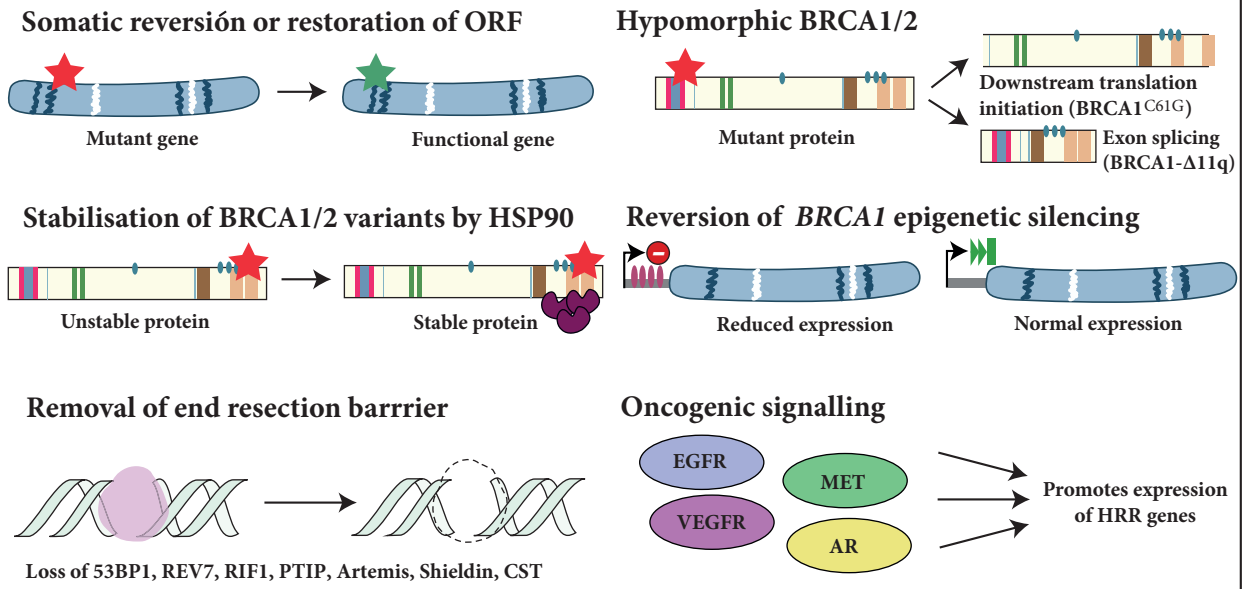 Somatic reversión or restoration of ORF
Mutant gene
Functional gene
Hypomorphic BRCA1/2
Mutant protein
Downstream translation
initiation (BRCA1C61G)
Exon splicing
(BRCA1-Δ11q)
Stabilisation of BRCA1/2 variants by HSP90
Unstable protein
Stable protein
Reversion of BRCA1 epigenetic silencing
Reduced expression
Normal expression
Removal of end resection barrrier
Loss of 53BP1, REV7, RIF1, PTIP, Artemis, Shieldin, CST
Oncogenic signalling
EGFR
MET
VEGFR
AR
Promotes expression
of HRR genes